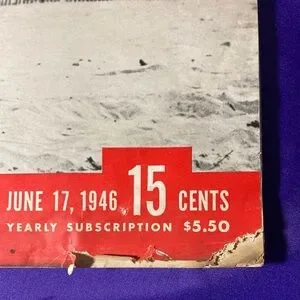 JUNE 17, 1946 15 CENTS
YEARLY SUBSCRIPTION $5.50